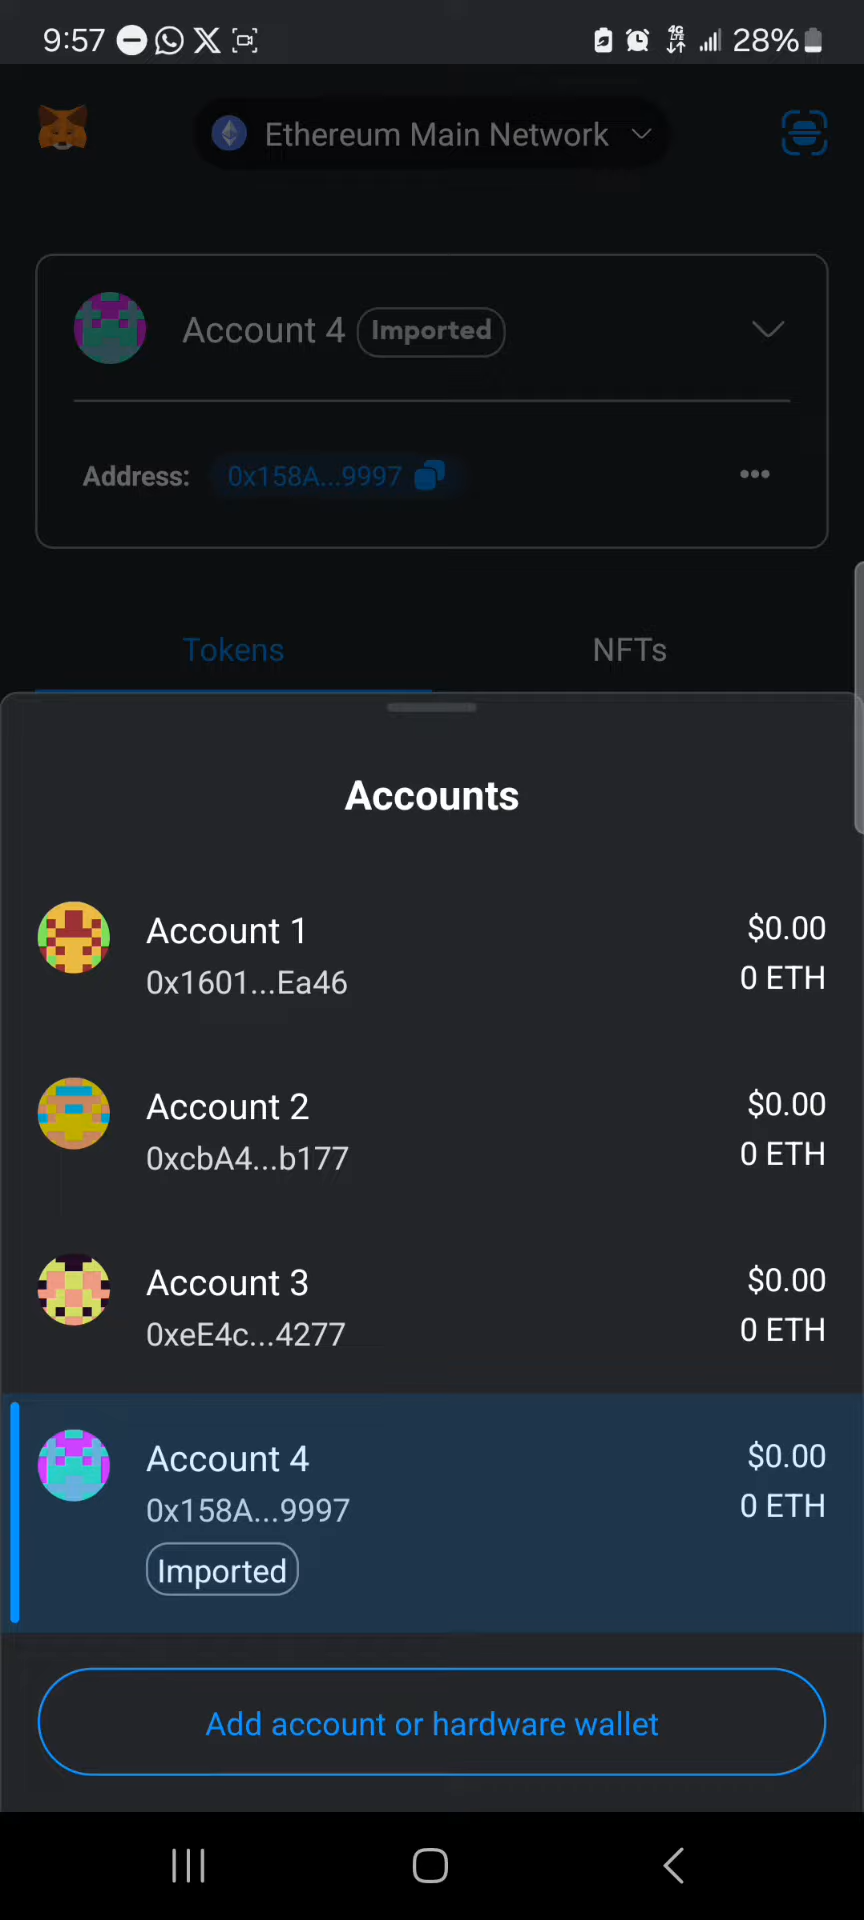 9:57 28%
4G LTE
Ethereum Main Network
Account 4 Imported
Address: 0x158A...9997
Tokens NFTs
Accounts
Account 1 $0.00
0x1601...Ea46 0 ETH
Account 2 $0.00
0xcbA4...b177 0 ETH
Account 3 $0.00
0xeE4c...4277 0 ETH
Account 4 $0.00
0x158A...9997 0 ETH
Imported
Add account or hardware wallet